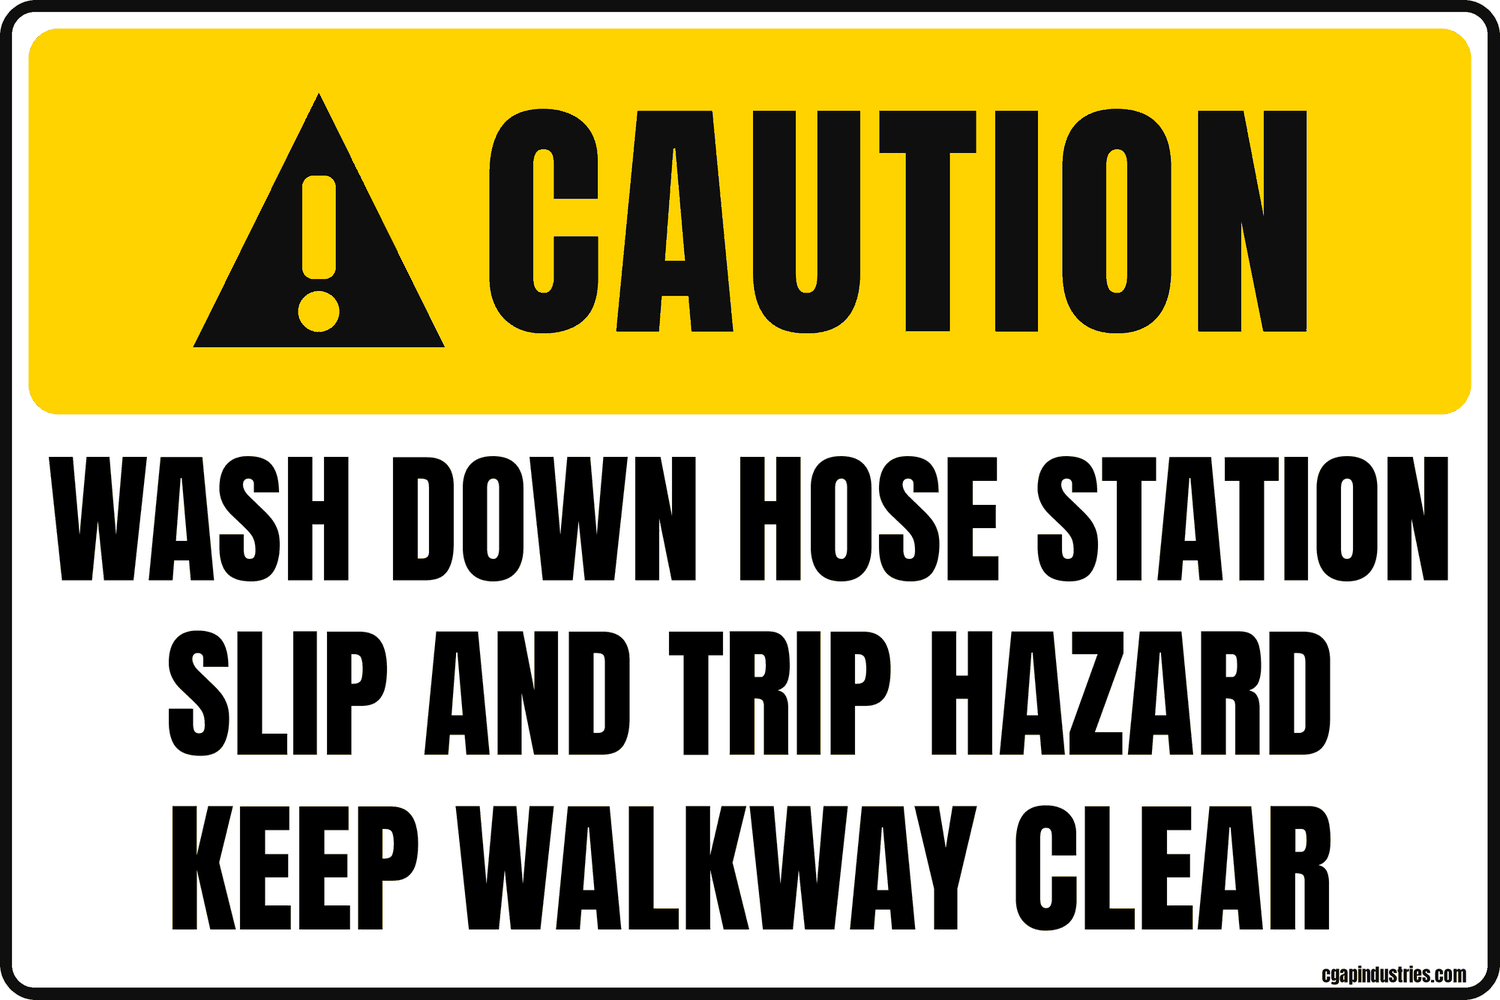 CAUTION
WASH DOWN HOSE STATION
SLIP AND TRIP HAZARD
KEEP WALKWAY CLEAR
cgapindustries.com